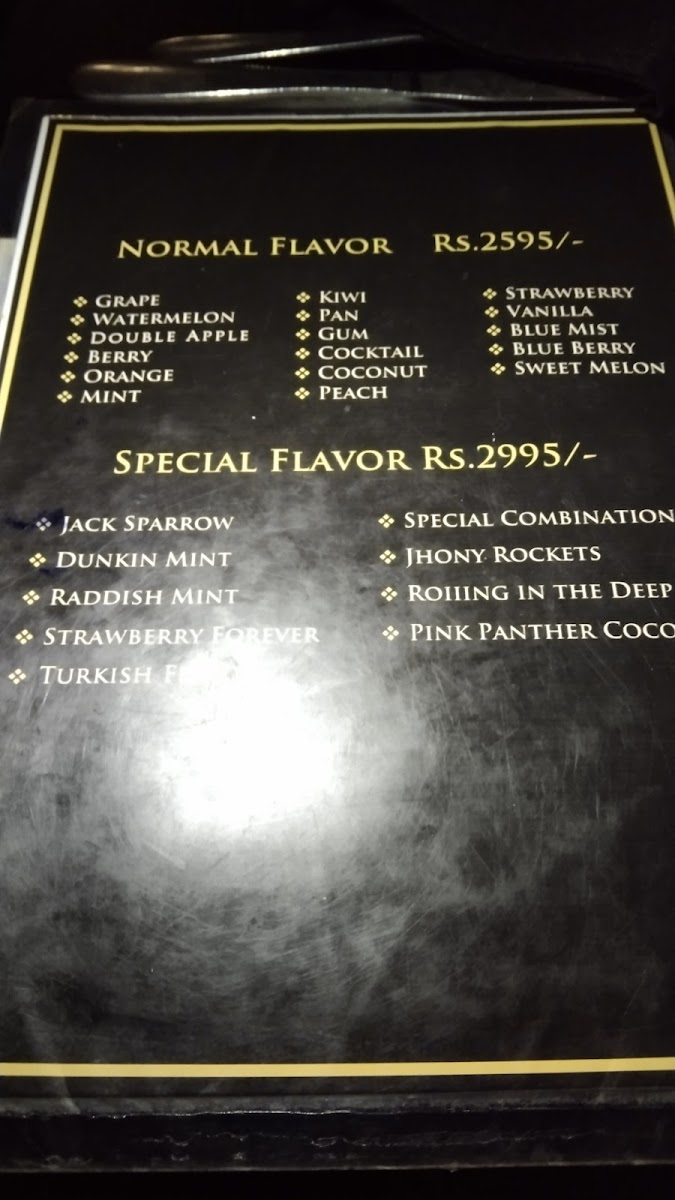 NORMAL FLAVOR RS.2595/-
GRAPE
WATERMELON
DOUBLE APPLE
BERRY
ORANGE
MINT
KIWI
PAN
GUM
COCKTAIL
COCONUT
PEACH
STRAWBERRY
VANILLA
BLUE MIST
BLUE BERRY
SWEET MELON
SPECIAL FLAVOR RS.2995/-
JACK SPARROW
DUNKIN MINT
RADDISH MINT
STRAWBERRY FOREVER
TURKISH
SPECIAL COMBINATION
JHONY ROCKETS
ROIIING IN THE DEEP
PINK PANTHER COCO